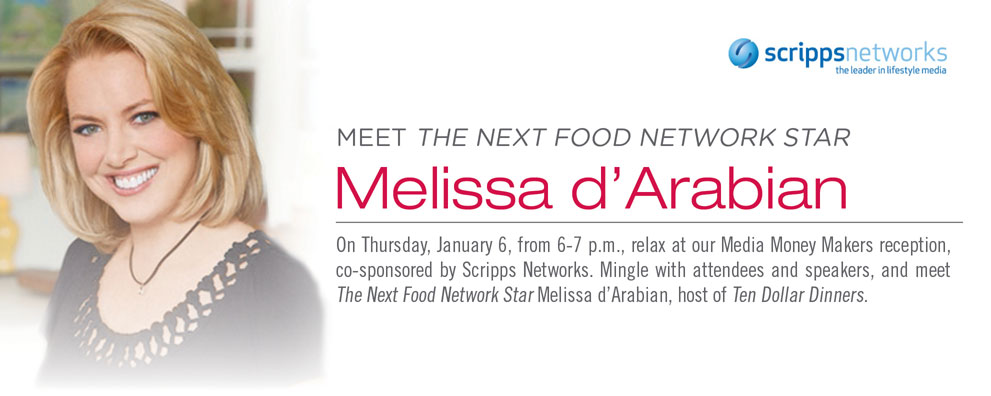 scrippsnetworks
the leader in lifestyle media
MEET THE NEXT FOOD NETWORK STAR
Melissa d’Arabian
On Thursday, January 6, from 6-7 p.m., relax at our Media Money Makers reception,
co-sponsored by Scripps Networks. Mingle with attendees and speakers, and meet
The Next Food Network Star Melissa d’Arabian, host of Ten Dollar Dinners.